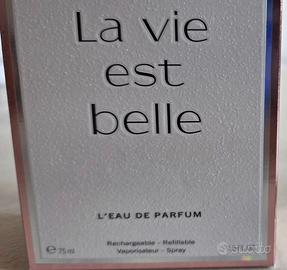 La vie
est
belle
L'EAU DE PARFUM
Rechargeable - Refillable
Vaporisateur - Spray
e 75 ml